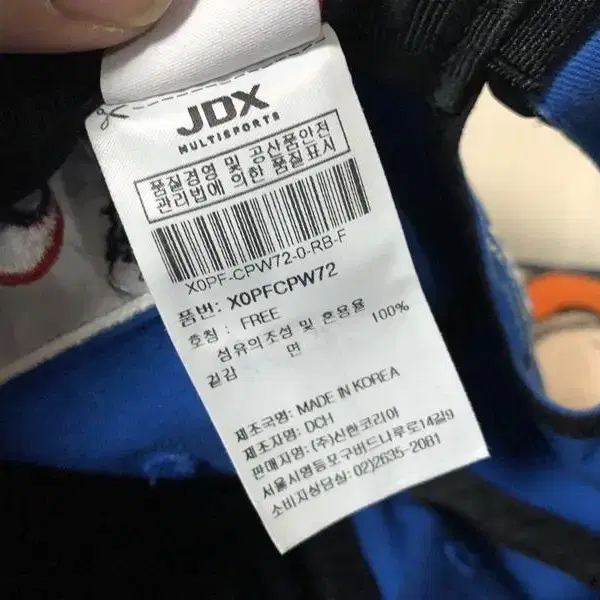 JDX
MULTISPORTS
품질경영 및 공산품안전
관리법에 의한 품질표시
X0PF-CPW72-0-RB-F
품번: X0PFCPW72
호칭: FREE
섬유의조성 및 혼용율
겉감 면 100%
제조국명: MADE IN KOREA
제조자명: DCH
판매자명: (주)신한코리아
서울시영등포구버드나루로14길9
소비자상담실: 02)2635-2081